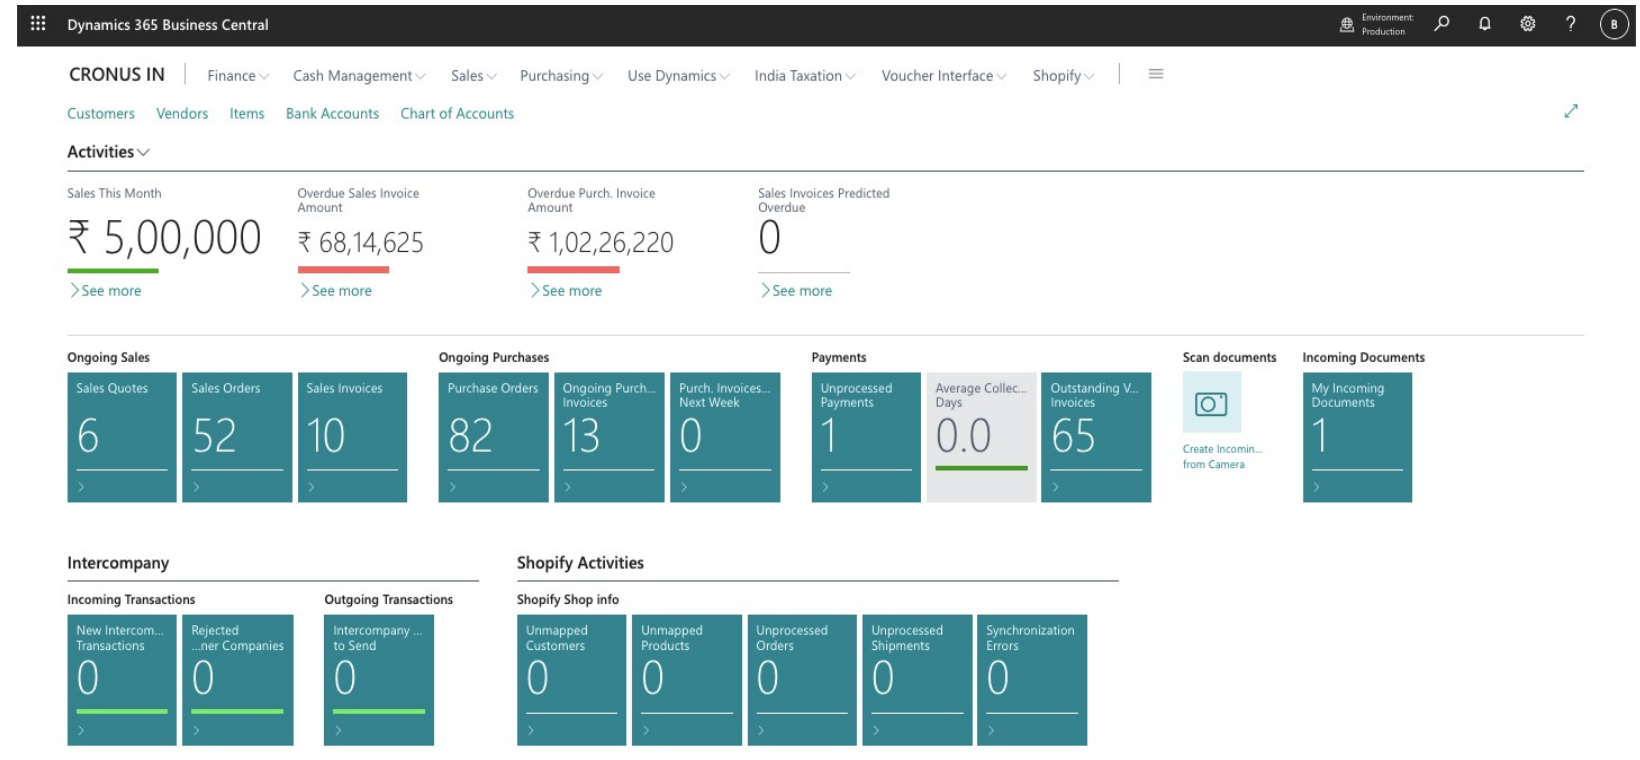 Dynamics 365 Business Central
Environment:
Production
?
B
CRONUS IN
Finance
Cash Management
Sales
Purchasing
Use Dynamics
India Taxation
Voucher Interface
Shopify
Customers
Vendors
Items
Bank Accounts
Chart of Accounts
Activities
Sales This Month
₹ 5,00,000
See more
Overdue Sales Invoice
Amount
₹ 68,14,625
See more
Overdue Purch. Invoice
Amount
₹ 1,02,26,220
See more
Sales Invoices Predicted
Overdue
0
See more
Ongoing Sales
Sales Quotes
6
Sales Orders
52
Sales Invoices
10
Ongoing Purchases
Purchase Orders
82
Ongoing Purch...
Invoices
13
Purch. Invoices...
Next Week
0
Payments
Unprocessed
Payments
1
Average Collec...
Days
0.0
Outstanding V...
Invoices
65
Scan documents
Create Incomin...
from Camera
Incoming Documents
My Incoming
Documents
1
Intercompany
Incoming Transactions
New Intercom...
Transactions
0
Rejected
...ner Companies
0
Outgoing Transactions
Intercompany ...
to Send
0
Shopify Activities
Shopify Shop info
Unmapped
Customers
0
Unmapped
Products
0
Unprocessed
Orders
0
Unprocessed
Shipments
0
Synchronization
Errors
0